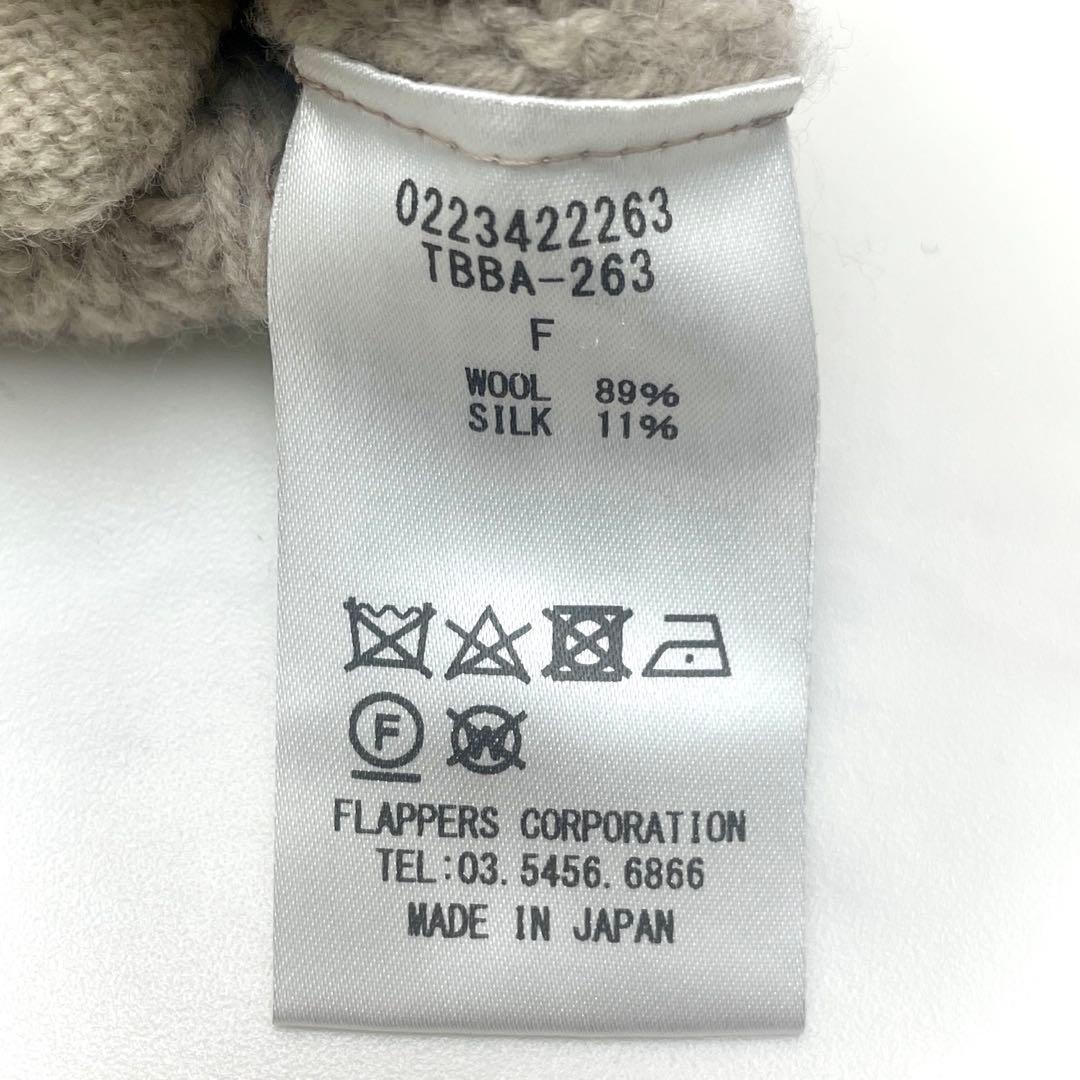 0223422263
TBBA-263
F
WOOL 89%
SILK 11%
F W
FLAPPERS CORPORATION
TEL:03.5456.6866
MADE IN JAPAN